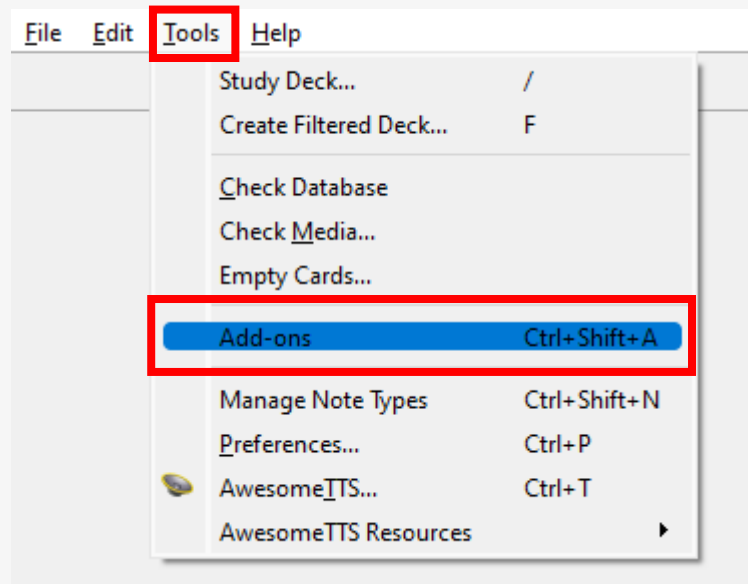 File Edit Tools Help
Study Deck... /
Create Filtered Deck... F
Check Database
Check Media...
Empty Cards...
Add-ons Ctrl+Shift+A
Manage Note Types Ctrl+Shift+N
Preferences... Ctrl+P
AwesomeTTS... Ctrl+T
AwesomeTTS Resources